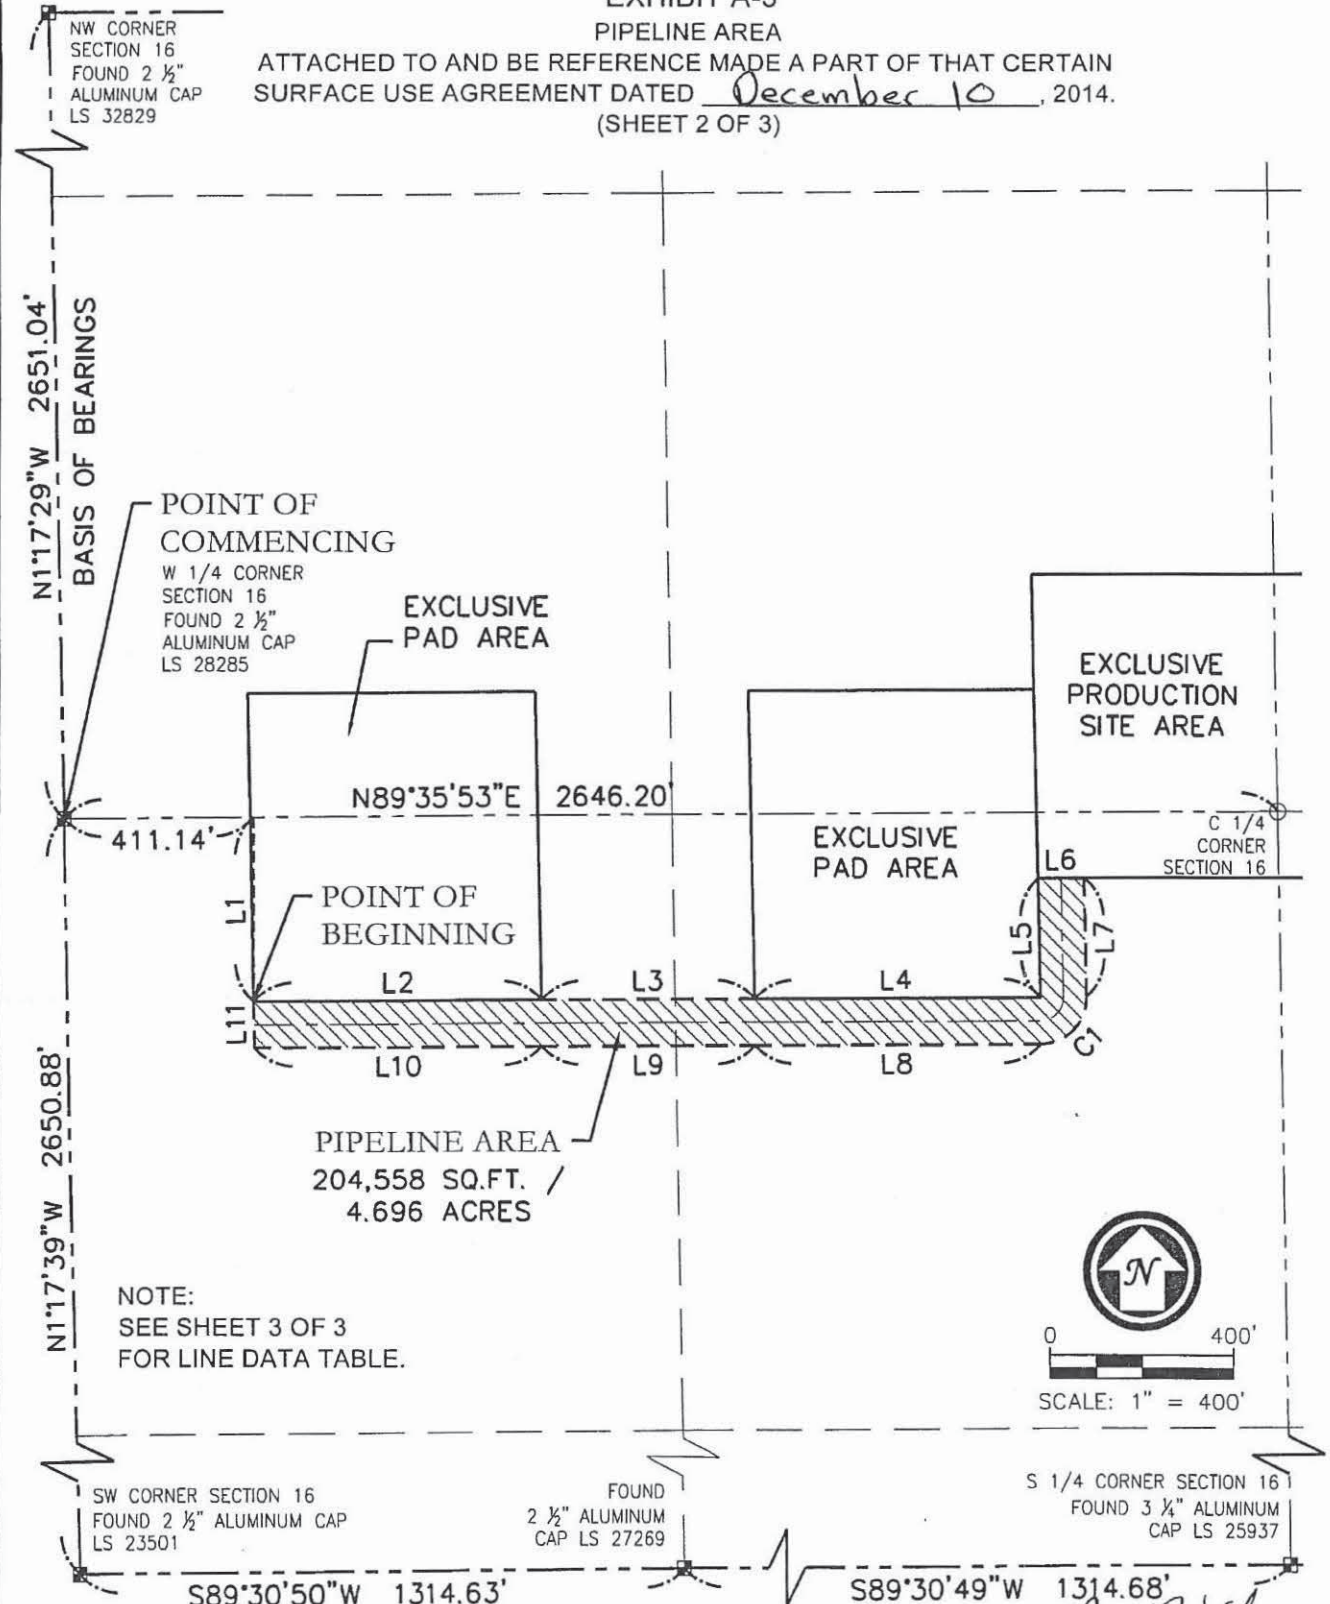 EXHIBIT A-3
PIPELINE AREA
ATTACHED TO AND BE REFERENCE MADE A PART OF THAT CERTAIN
SURFACE USE AGREEMENT DATED December 10, 2014.
(SHEET 2 OF 3)
NW CORNER
SECTION 16
FOUND 2 ½"
ALUMINUM CAP
LS 32829
N1°17'29"W 2651.04'
BASIS OF BEARINGS
POINT OF
COMMENCING
W 1/4 CORNER
SECTION 16
FOUND 2 ½"
ALUMINUM CAP
LS 28285
EXCLUSIVE
PAD AREA
EXCLUSIVE
PRODUCTION
SITE AREA
N89°35'53"E 2646.20'
411.14'
EXCLUSIVE
PAD AREA
C 1/4
CORNER
SECTION 16
L6
L1
POINT OF
BEGINNING
L5
L7
L2
L3
L4
L11
C1
L10
L9
L8
PIPELINE AREA
204,558 SQ.FT. /
4.696 ACRES
N1°17'39"W 2650.88'
NOTE:
SEE SHEET 3 OF 3
FOR LINE DATA TABLE.
N
0 400'
SCALE: 1" = 400'
SW CORNER SECTION 16
FOUND 2 ½" ALUMINUM CAP
LS 23501
FOUND
2 ½" ALUMINUM
CAP LS 27269
S 1/4 CORNER SECTION 16
FOUND 3 ¼" ALUMINUM
CAP LS 25937
S89°30'50"W 1314.63'
S89°30'49"W 1314.68'